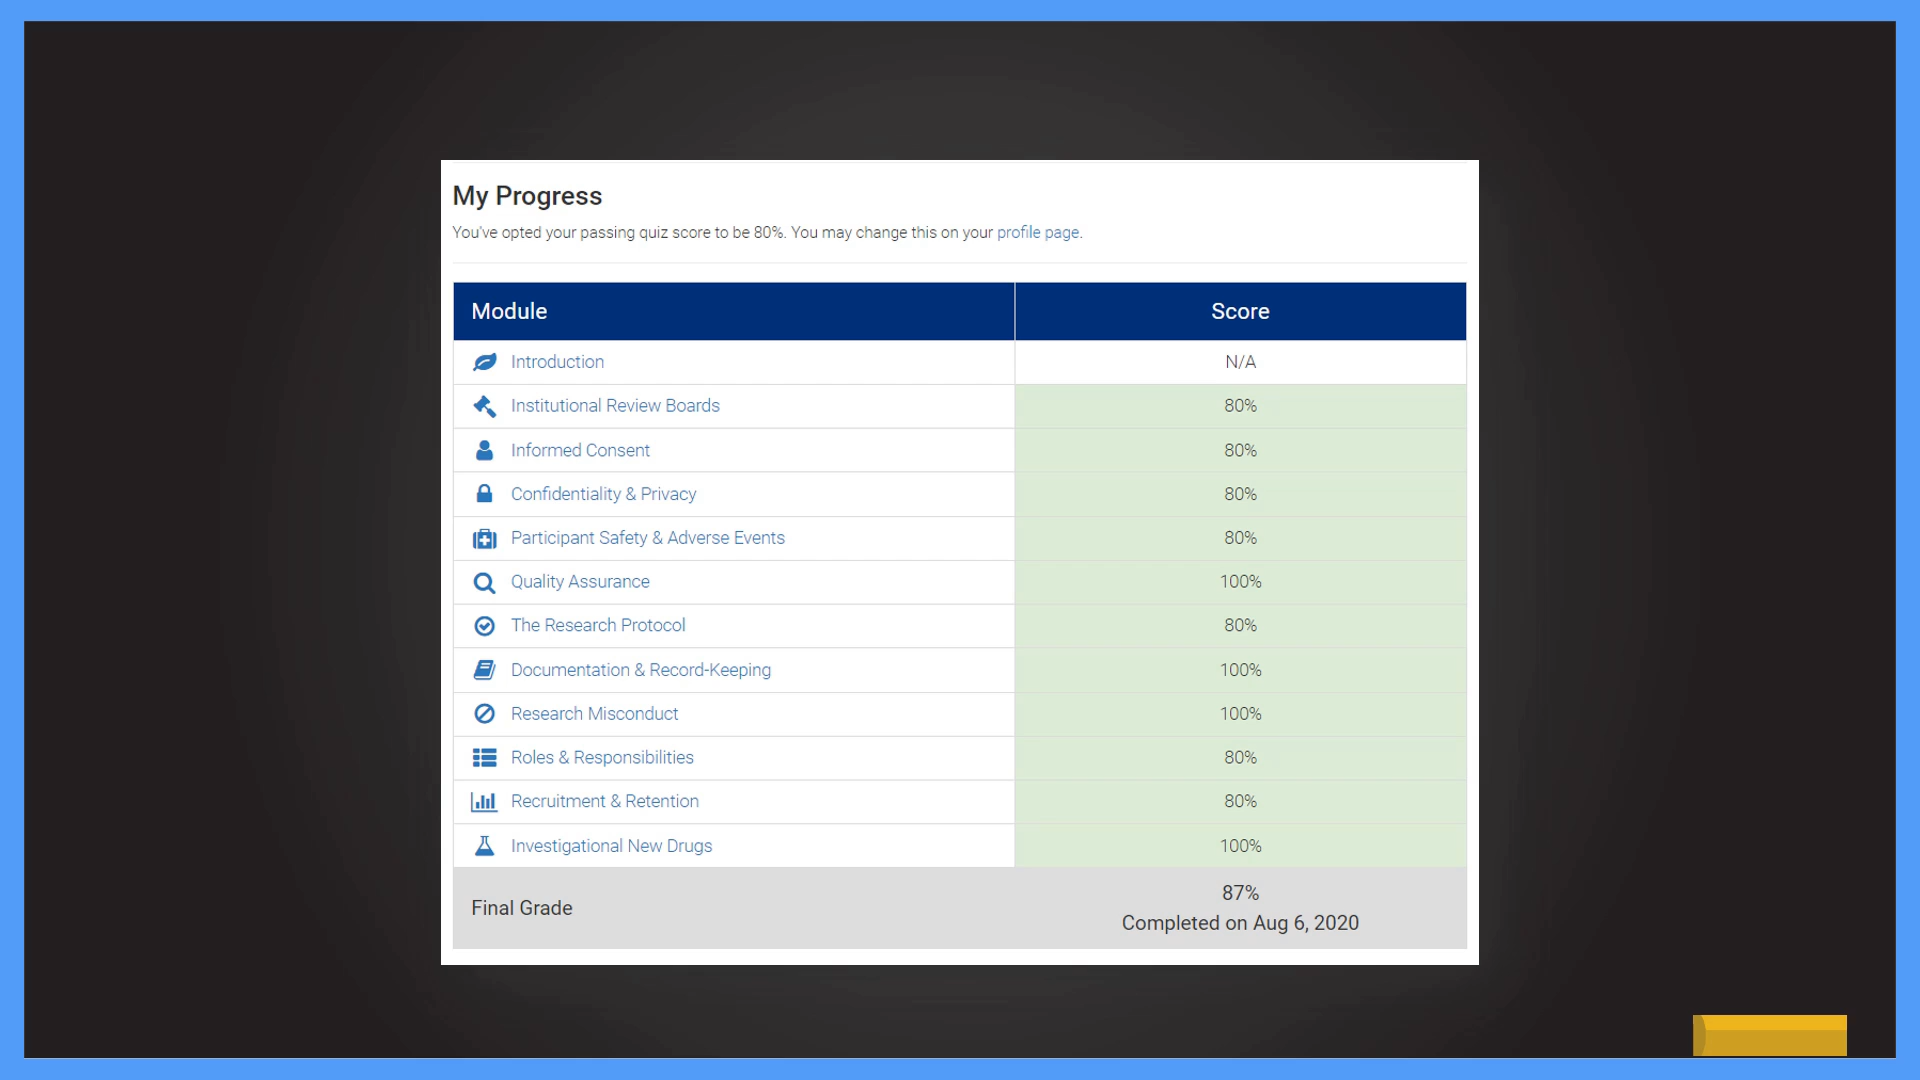 My Progress
You've opted your passing quiz score to be 80%. You may change this on your profile page.
Module Score
Introduction N/A
Institutional Review Boards 80%
Informed Consent 80%
Confidentiality & Privacy 80%
Participant Safety & Adverse Events 80%
Quality Assurance 100%
The Research Protocol 80%
Documentation & Record-Keeping 100%
Research Misconduct 100%
Roles & Responsibilities 80%
Recruitment & Retention 80%
Investigational New Drugs 100%
Final Grade 87%
Completed on Aug 6, 2020